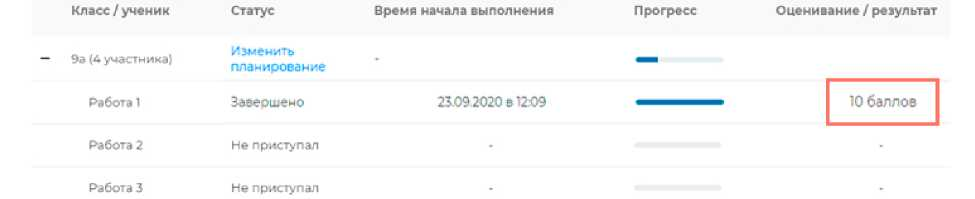 Класс / ученик Статус Время начала выполнения Прогресс Оценивание / результат
– 9а (4 участника) Изменить планирование -
Работа 1 Завершено 23.09.2020 в 12:09 10 баллов
Работа 2 Не приступал - -
Работа 3 Не приступал - -